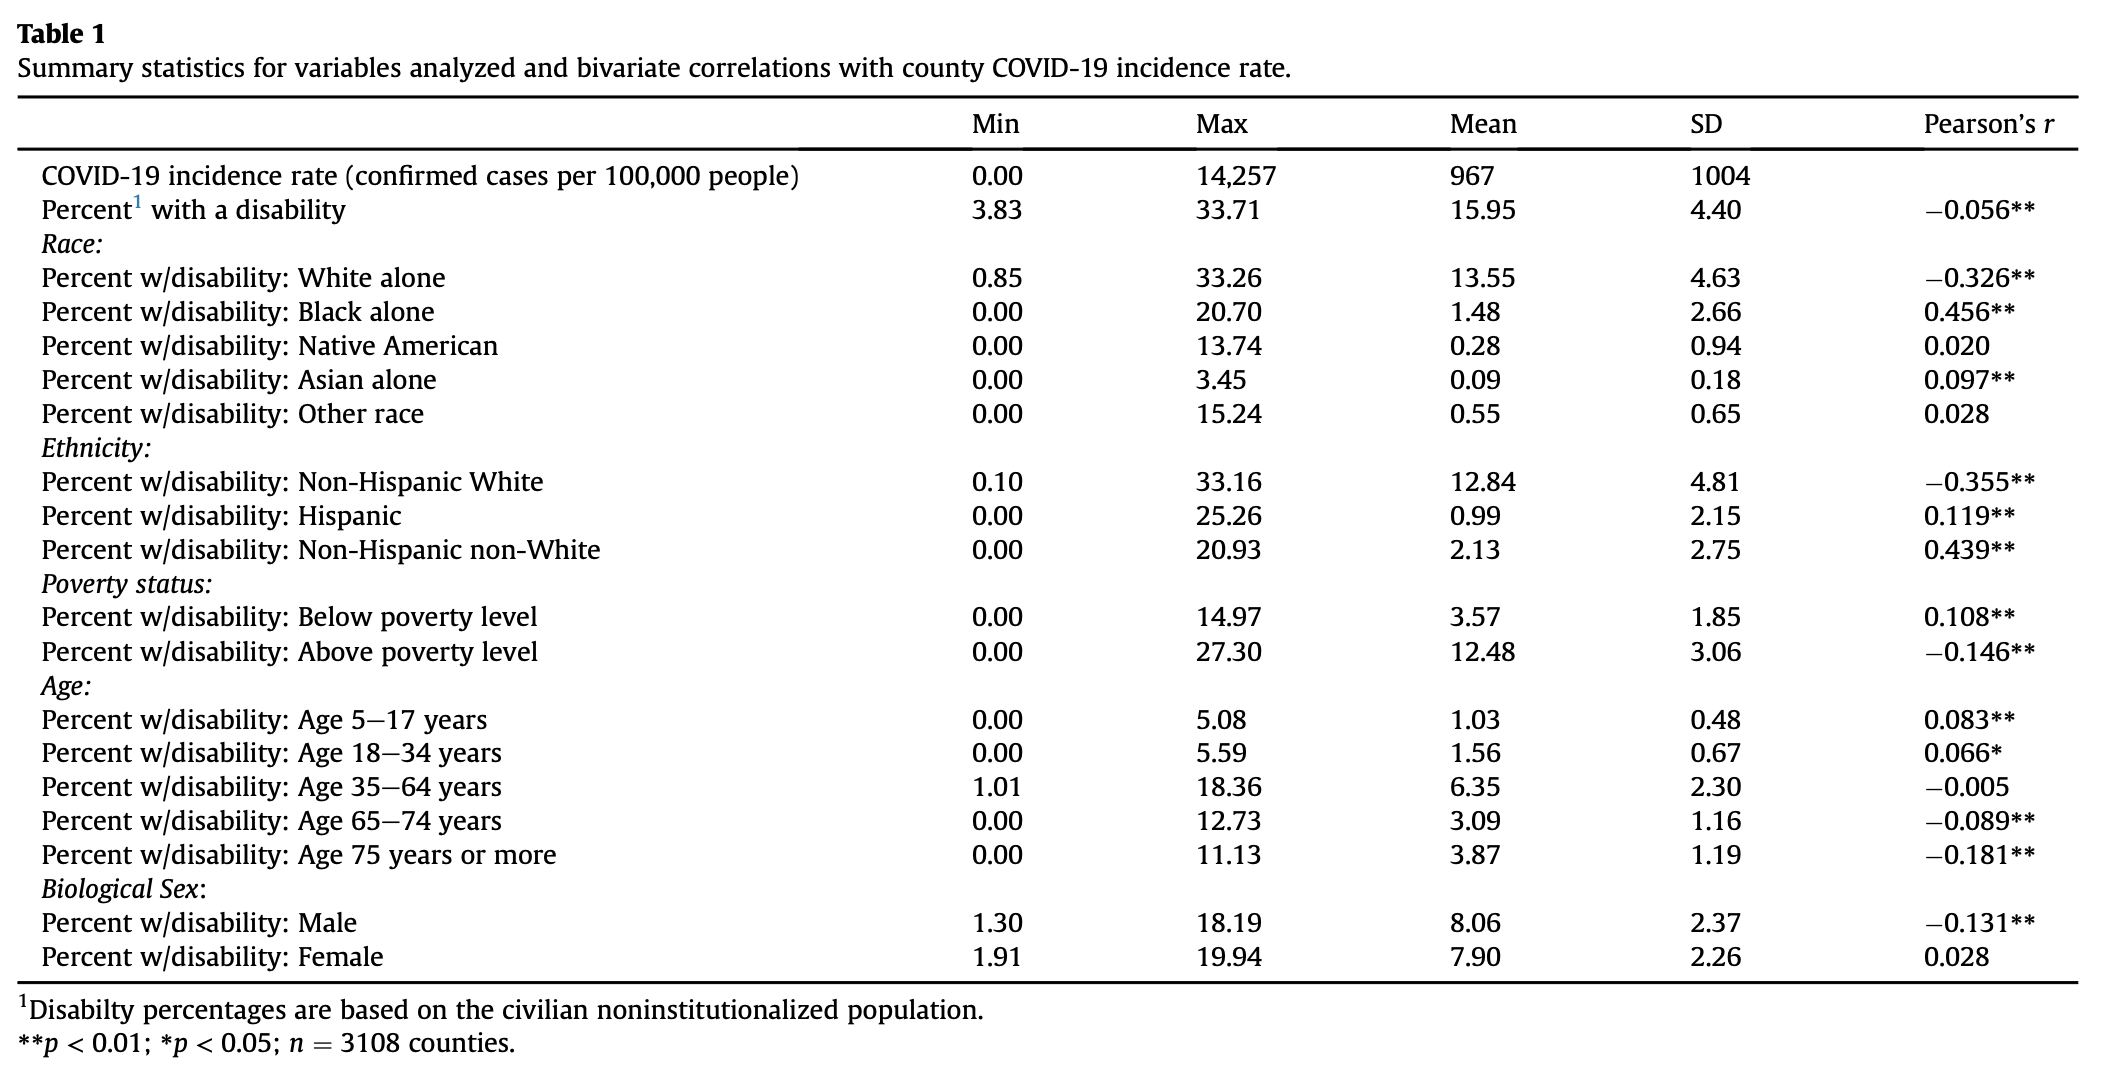 Table 1
Summary statistics for variables analyzed and bivariate correlations with county COVID-19 incidence rate.
Min Max Mean SD Pearson's r
COVID-19 incidence rate (confirmed cases per 100,000 people) 0.00 14,257 967 1004
Percent1 with a disability 3.83 33.71 15.95 4.40 −0.056**
Race:
Percent w/disability: White alone 0.85 33.26 13.55 4.63 −0.326**
Percent w/disability: Black alone 0.00 20.70 1.48 2.66 0.456**
Percent w/disability: Native American 0.00 13.74 0.28 0.94 0.020
Percent w/disability: Asian alone 0.00 3.45 0.09 0.18 0.097**
Percent w/disability: Other race 0.00 15.24 0.55 0.65 0.028
Ethnicity:
Percent w/disability: Non-Hispanic White 0.10 33.16 12.84 4.81 −0.355**
Percent w/disability: Hispanic 0.00 25.26 0.99 2.15 0.119**
Percent w/disability: Non-Hispanic non-White 0.00 20.93 2.13 2.75 0.439**
Poverty status:
Percent w/disability: Below poverty level 0.00 14.97 3.57 1.85 0.108**
Percent w/disability: Above poverty level 0.00 27.30 12.48 3.06 −0.146**
Age:
Percent w/disability: Age 5–17 years 0.00 5.08 1.03 0.48 0.083**
Percent w/disability: Age 18–34 years 0.00 5.59 1.56 0.67 0.066*
Percent w/disability: Age 35–64 years 1.01 18.36 6.35 2.30 −0.005
Percent w/disability: Age 65–74 years 0.00 12.73 3.09 1.16 −0.089**
Percent w/disability: Age 75 years or more 0.00 11.13 3.87 1.19 −0.181**
Biological Sex:
Percent w/disability: Male 1.30 18.19 8.06 2.37 −0.131**
Percent w/disability: Female 1.91 19.94 7.90 2.26 0.028
1Disabilty percentages are based on the civilian noninstitutionalized population.
**p < 0.01; *p < 0.05; n = 3108 counties.